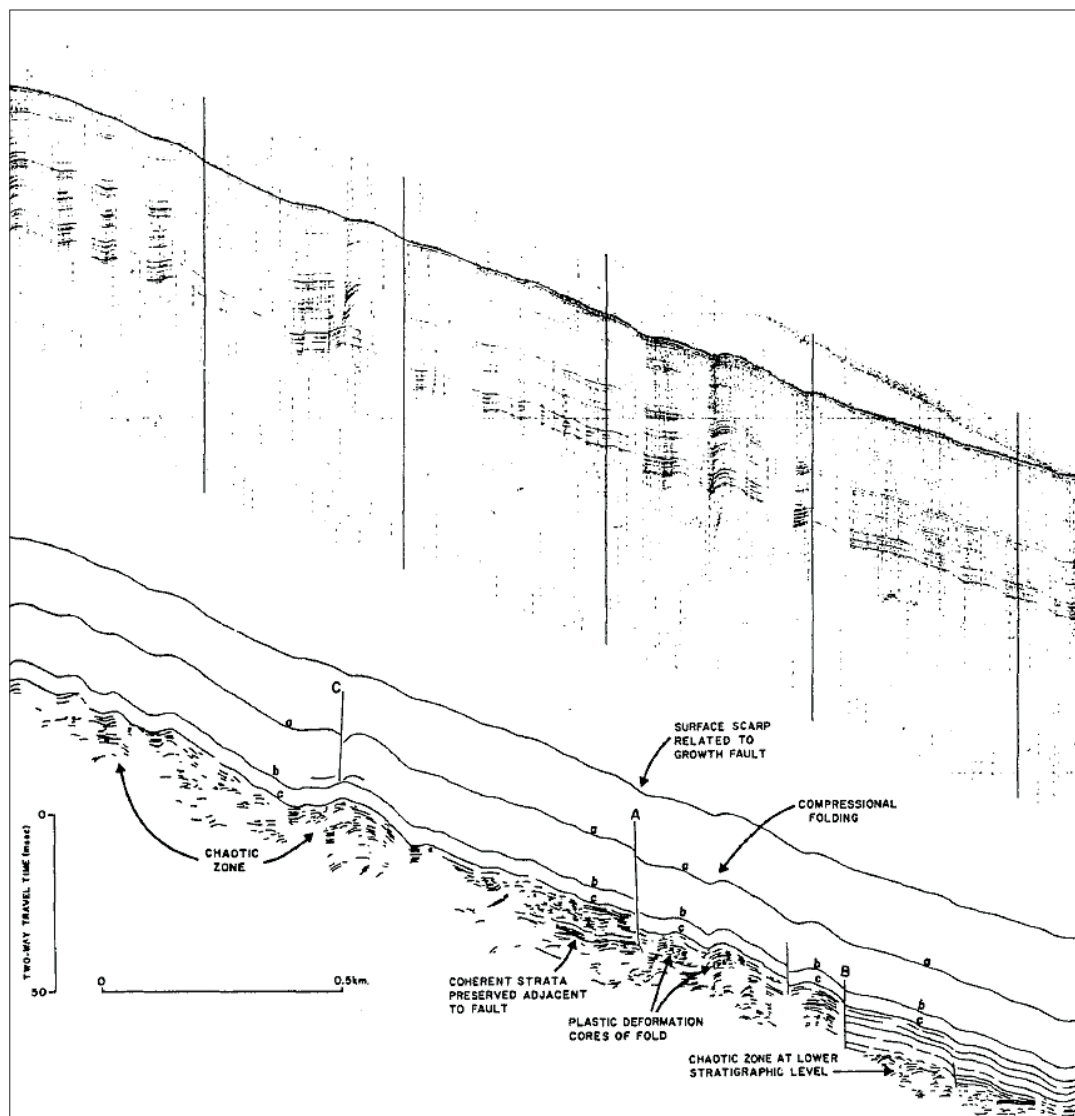 C
a
SURFACE SCARP
RELATED TO
GROWTH FAULT
b
c
A
COMPRESSIONAL
FOLDING
0
CHAOTIC
ZONE
a
a
TWO-WAY TRAVEL TIME (msec)
b
c
b
c
a
b
B
c
50
0
0.5km.
COHERENT STRATA
PRESERVED ADJACENT
TO FAULT
b
c
PLASTIC DEFORMATION
CORES OF FOLD
CHAOTIC ZONE AT LOWER
STRATIGRAPHIC LEVEL